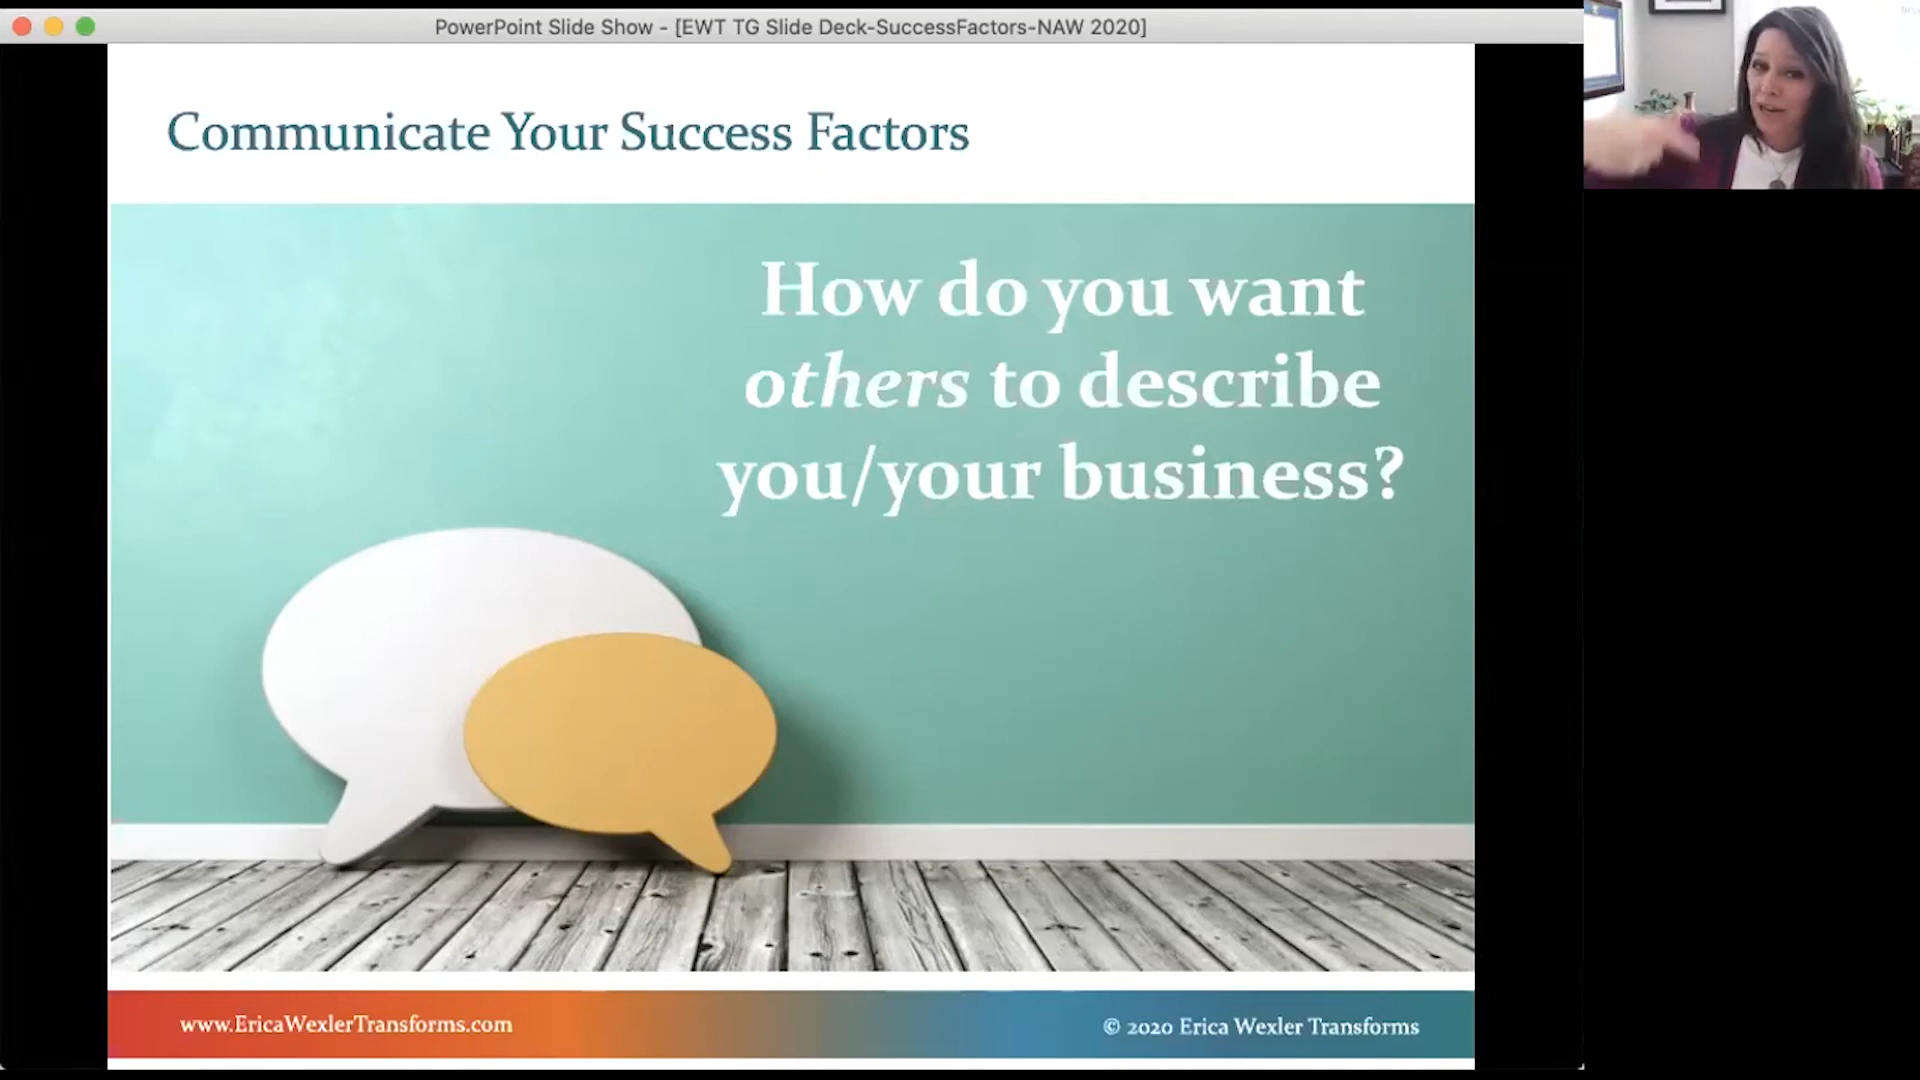 PowerPoint Slide Show - [EWT TG Slide Deck-SuccessFactors-NAW 2020]
Communicate Your Success Factors
How do you want
others to describe
you/your business?
www.EricaWexlerTransforms.com
© 2020 Erica Wexler Transforms